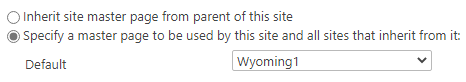 Inherit site master page from parent of this site
Specify a master page to be used by this site and all sites that inherit from it:
Default Wyoming1